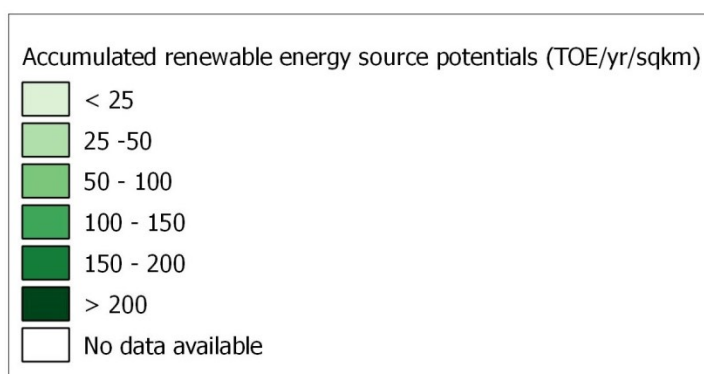 Accumulated renewable energy source potentials (TOE/yr/sqkm)
< 25
25 -50
50 - 100
100 - 150
150 - 200
> 200
No data available